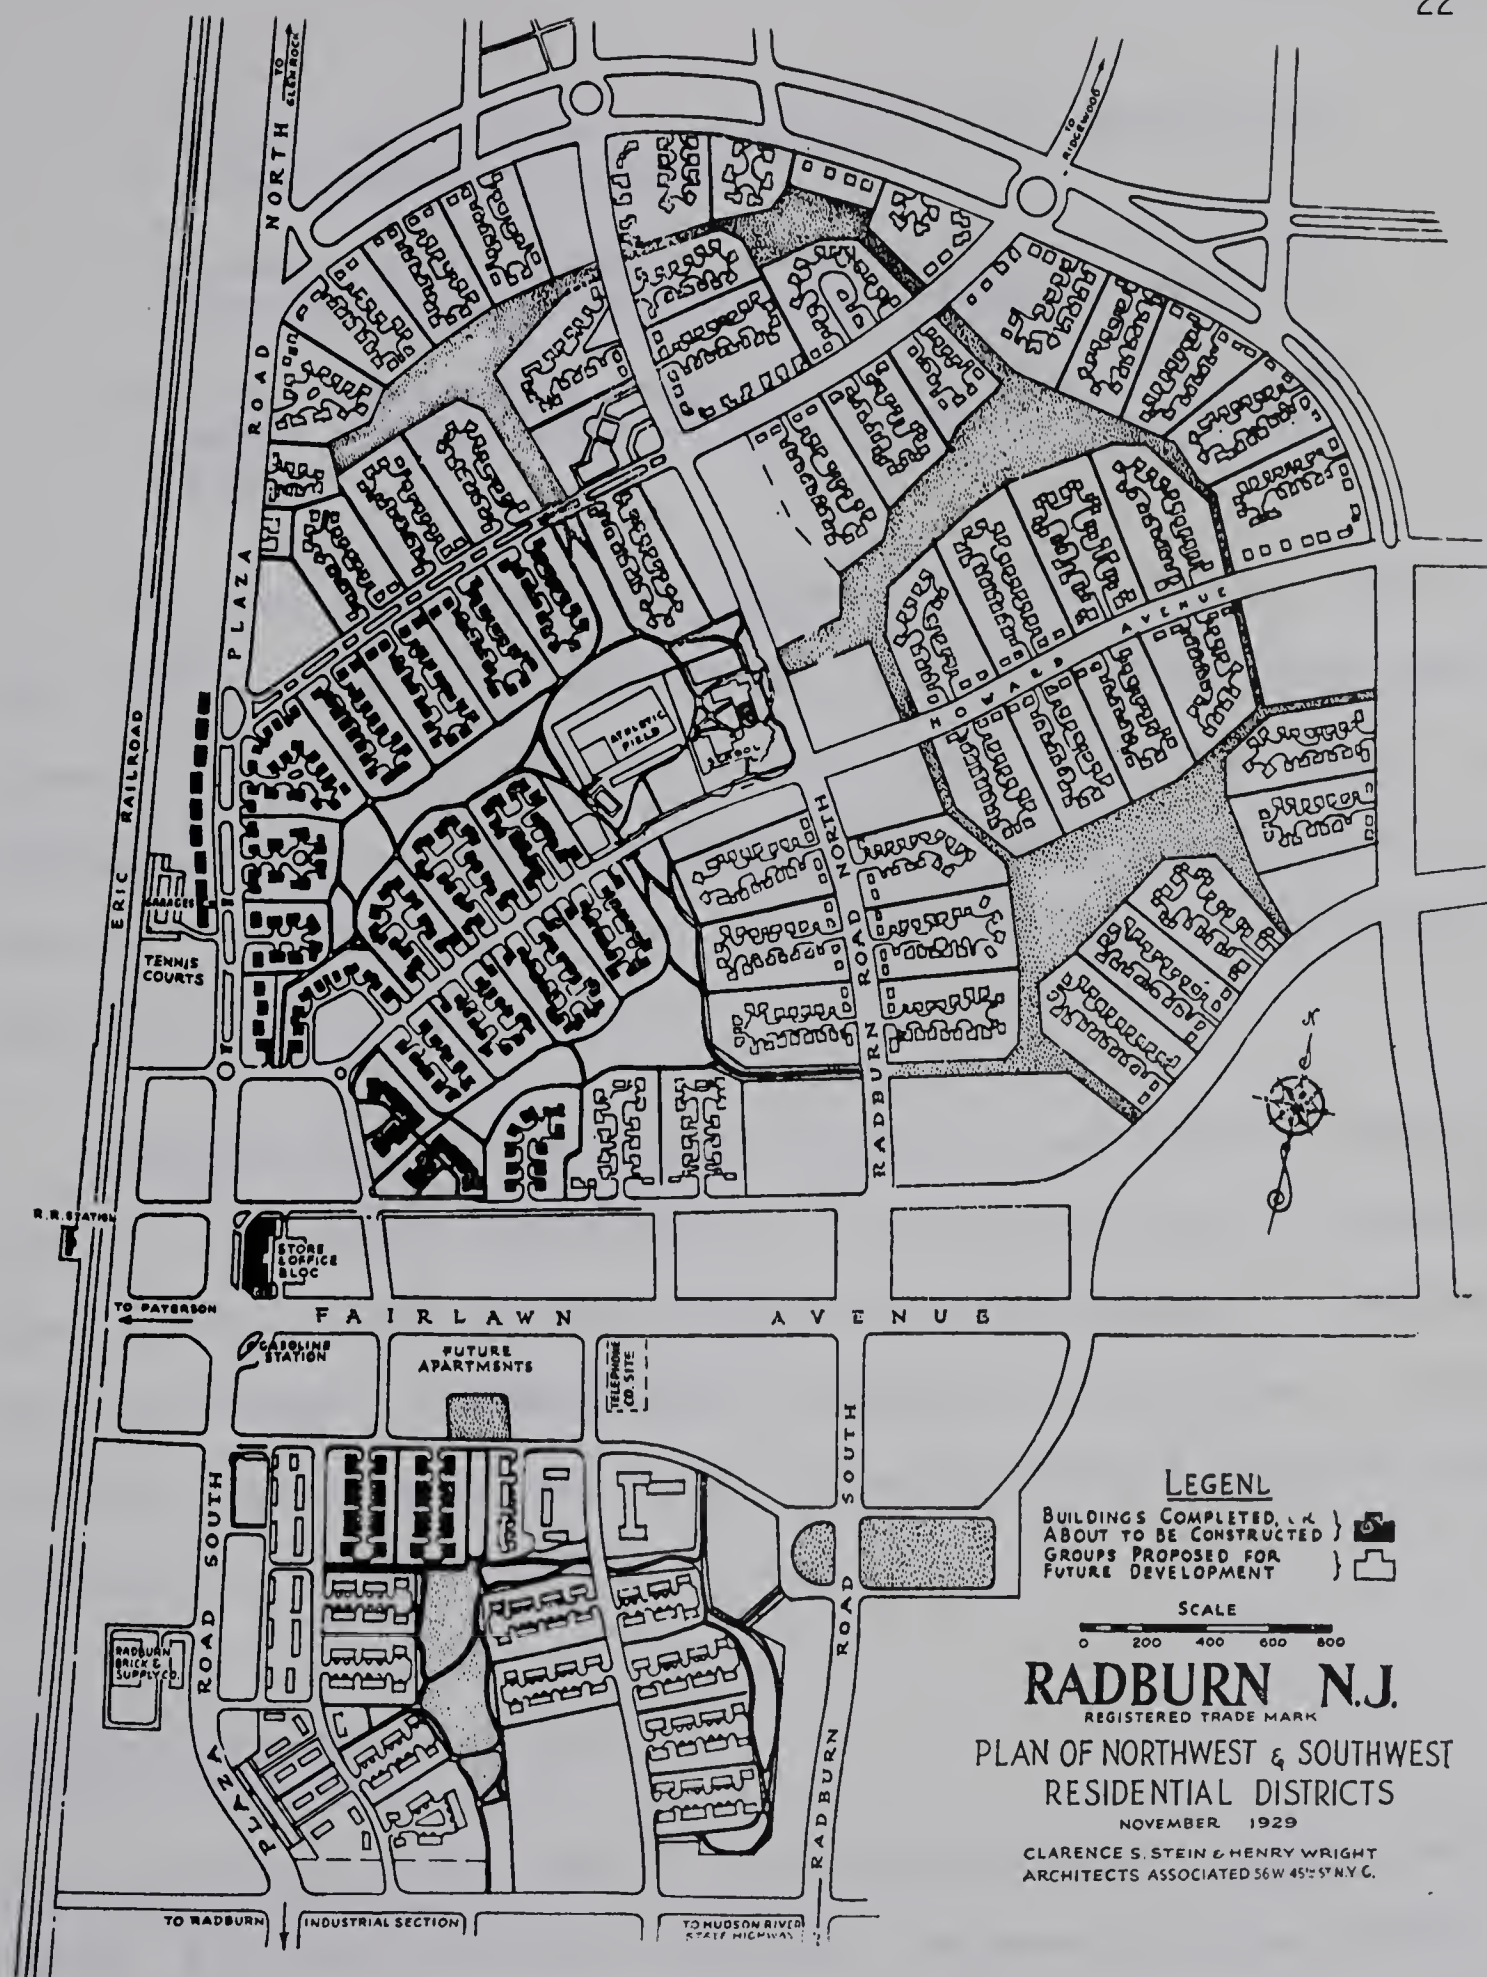 22
TO
GLENROCK
TO
RIDGEWOOD
PLAZA ROAD NORTH
ERIC RAILROAD
ATHLETIC
FIELD
SCHOOL
HOWARD AVENUE
RADBURN ROAD NORTH
GARAGES
TENNIS
COURTS
N
R.R. STATION
STORE
& OFFICE
BLOC
TO PATERSON
FAIRLAWN AVENUE
GASOLINE
STATION
FUTURE
APARTMENTS
TELEPHONE
CO. SITE
PLAZA ROAD SOUTH
RADBURN ROAD SOUTH
RADBURN
BRICK &
SUPPLY CO.
LEGEND
BUILDINGS COMPLETED,
ABOUT TO BE CONSTRUCTED
GROUPS PROPOSED FOR
FUTURE DEVELOPMENT
SCALE
0 200 400 600 800
RADBURN N.J.
REGISTERED TRADE MARK
PLAN OF NORTHWEST & SOUTHWEST
RESIDENTIAL DISTRICTS
NOVEMBER 1929
CLARENCE S. STEIN & HENRY WRIGHT
ARCHITECTS ASSOCIATED 56 W 45TH ST N.Y.C.
TO RADBURN INDUSTRIAL SECTION
TO HUDSON RIVER
STATE HIGHWAY